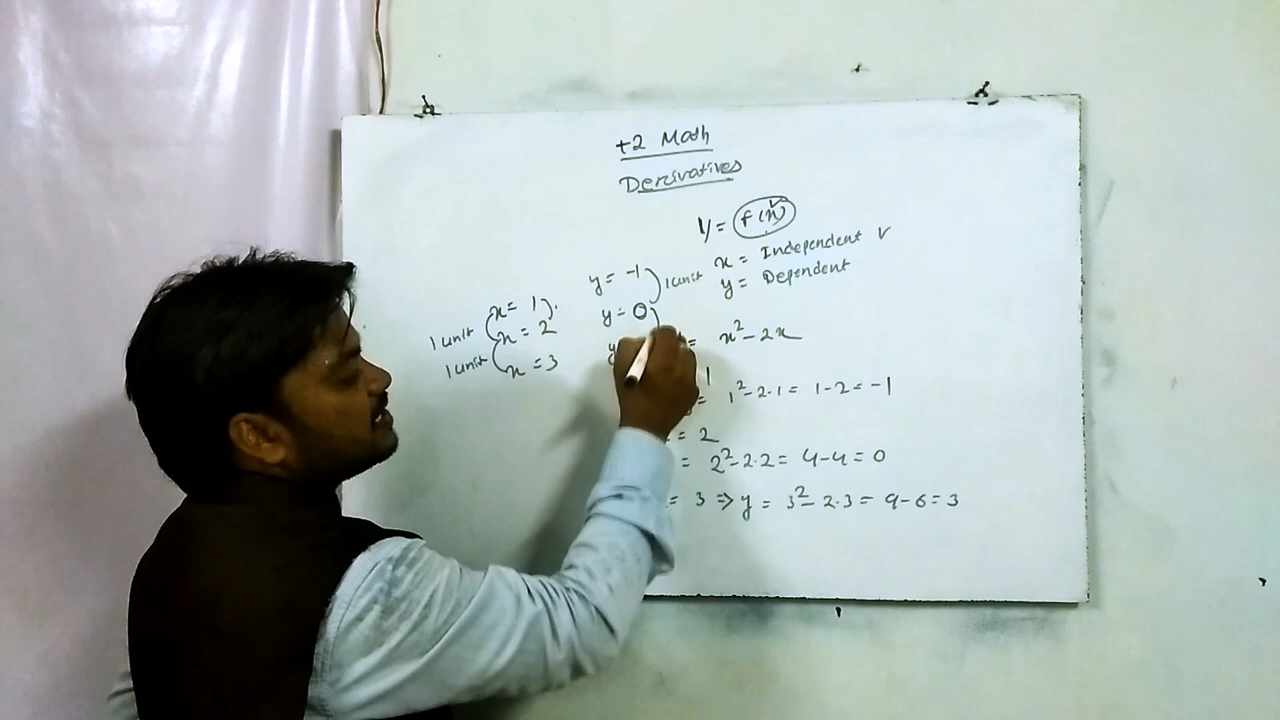 +2 Math
Derivatives
y = f(x)
x = Independent ✓
y = Dependent
y = -1
1 unit
y = 0
y
x = 1
x = 2
x = 3
1 unit
1 unit
= x² - 2x
1
= 1² - 2·1 = 1 - 2 = -1
= 2
= 2² - 2·2 = 4 - 4 = 0
= 3 ⇒ y = 3² - 2·3 = 9 - 6 = 3